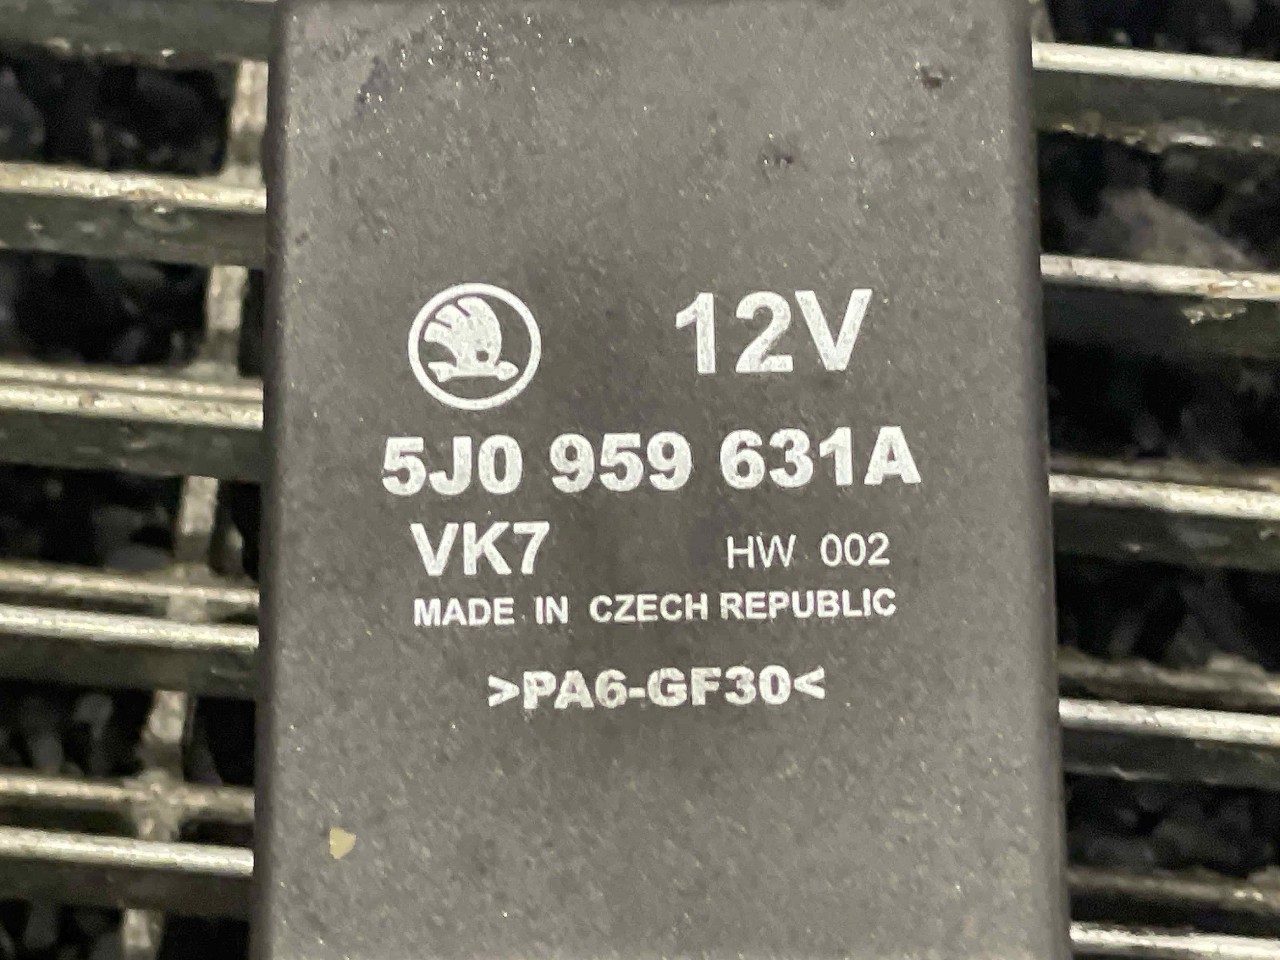 12V
5J0 959 631A
VK7 HW 002
MADE IN CZECH REPUBLIC
>PA6-GF30<